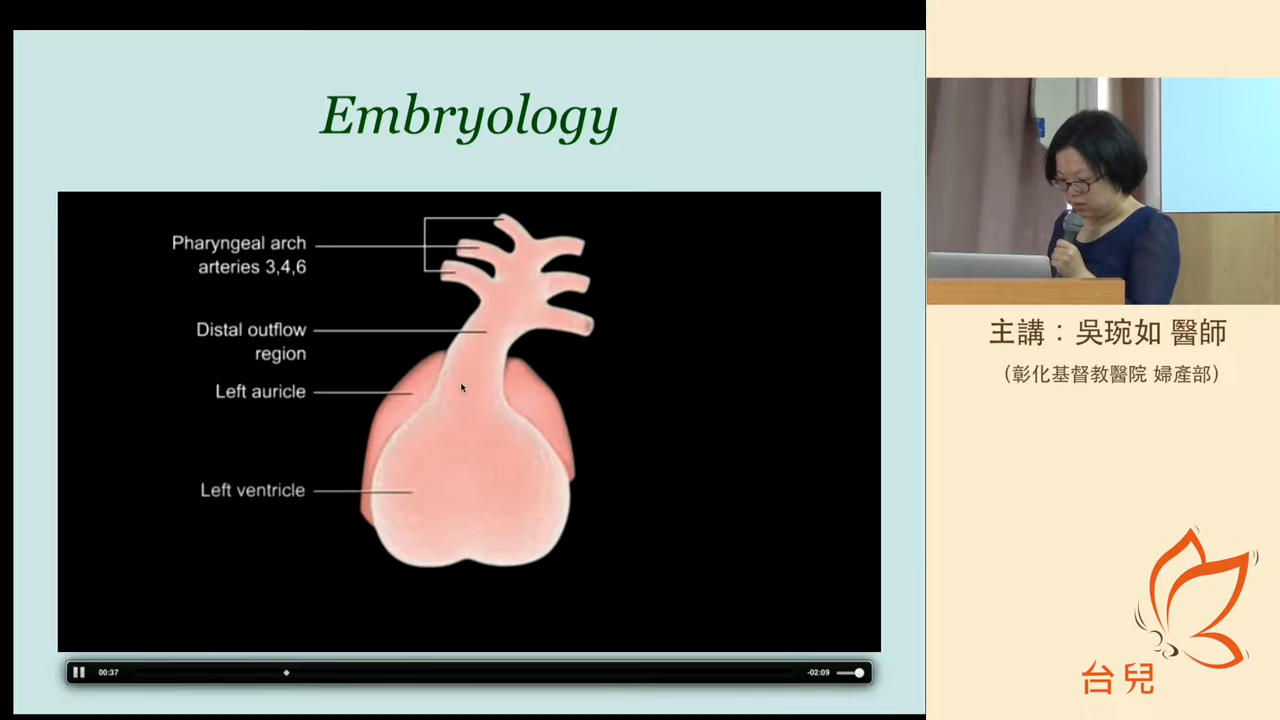 Embryology
Pharyngeal arch
arteries 3,4,6
Distal outflow
region
Left auricle
Left ventricle
00:37
-02:09
主講：吳琬如 醫師
（彰化基督教醫院 婦產部）
台兒